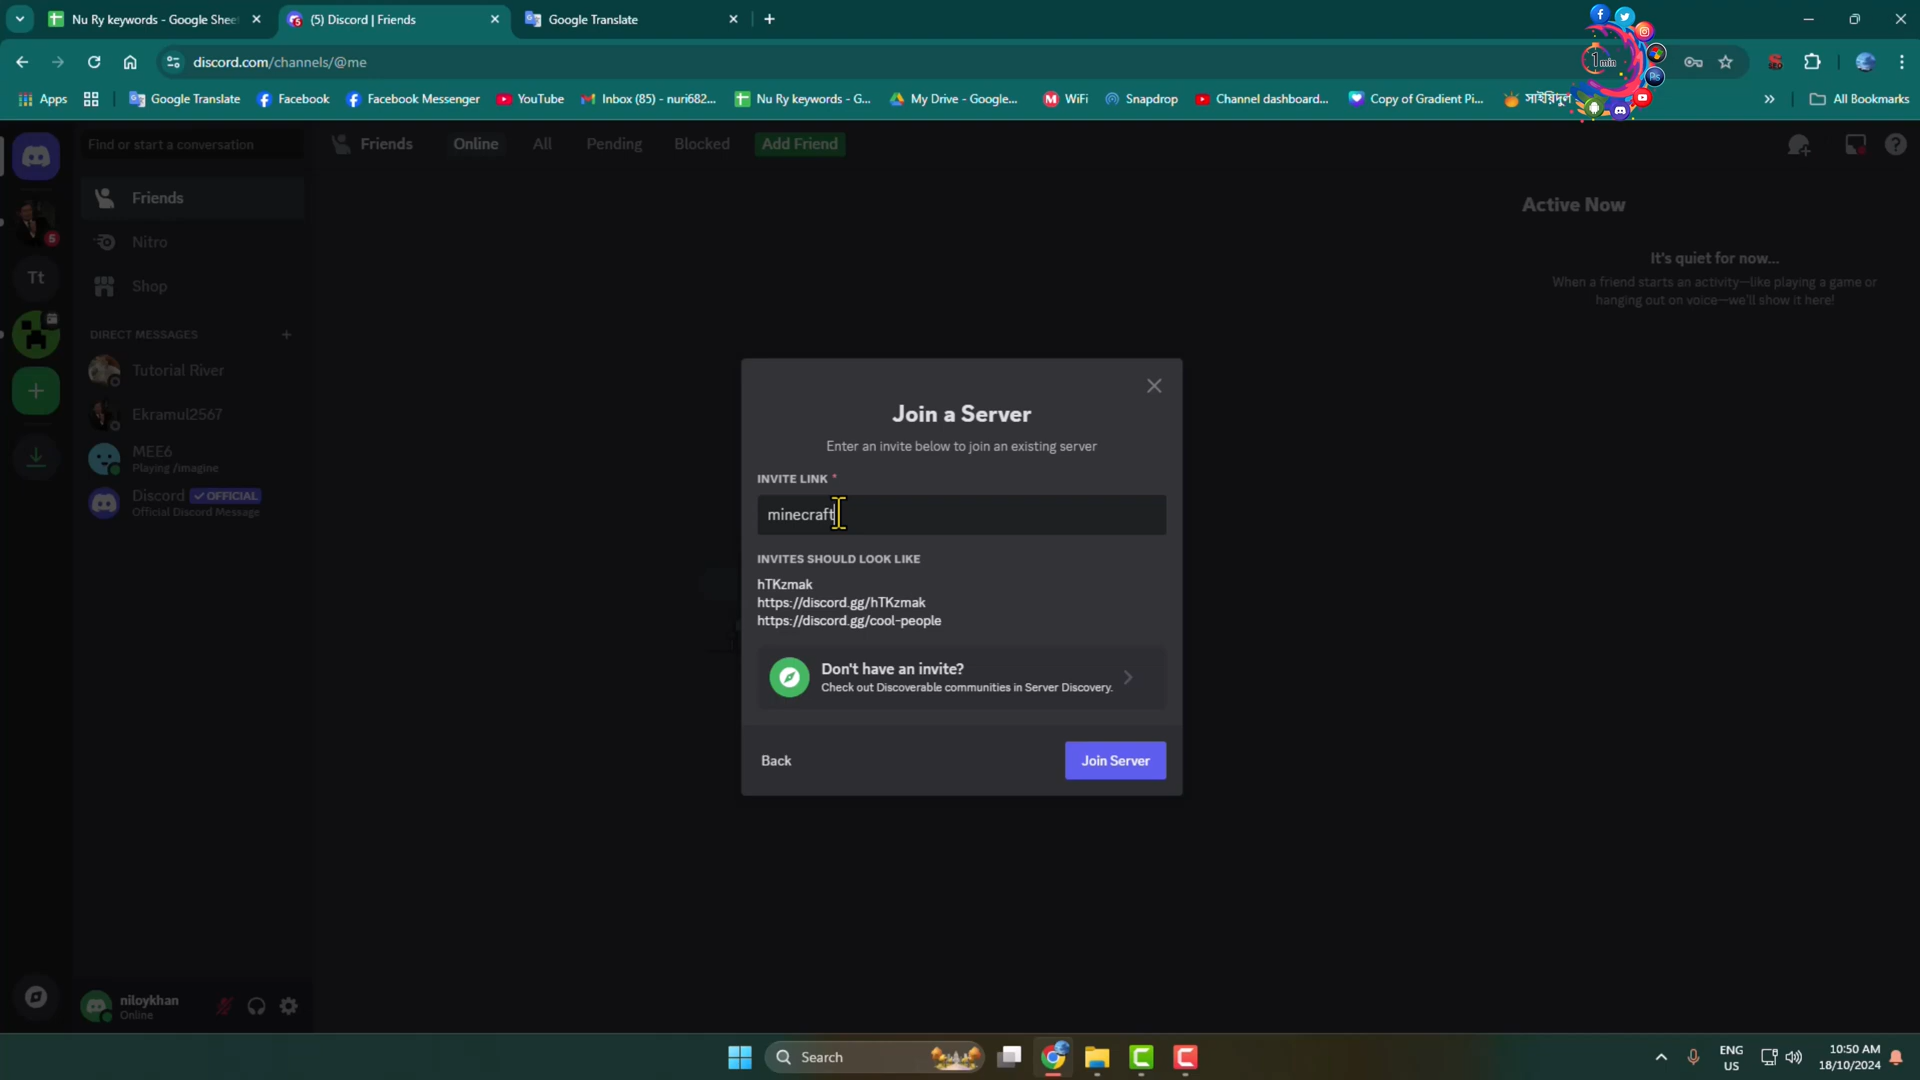 Nu Ry keywords - Google Shee
(5) Discord | Friends
Google Translate
discord.com/channels/@me
1min
Apps
Google Translate
Facebook
Facebook Messenger
YouTube
Inbox (85) - nuri682...
Nu Ry keywords - G...
My Drive - Google...
WiFi
Snapdrop
Channel dashboard...
Copy of Gradient Pi...
সাইয়িদুল
All Bookmarks
Find or start a conversation
Friends
Online
All
Pending
Blocked
Add Friend
Friends
Nitro
Shop
DIRECT MESSAGES
Tutorial River
Ekramul2567
MEE6
Playing /imagine
Discord
OFFICIAL
Official Discord Message
5
Tt
Active Now
It's quiet for now...
When a friend starts an activity—like playing a game or
hanging out on voice—we'll show it here!
Join a Server
Enter an invite below to join an existing server
INVITE LINK *
minecraft
INVITES SHOULD LOOK LIKE
hTKzmak
https://discord.gg/hTKzmak
https://discord.gg/cool-people
Don't have an invite?
Check out Discoverable communities in Server Discovery.
Back
Join Server
niloykhan
Online
Search
ENG
US
10:50 AM
18/10/2024